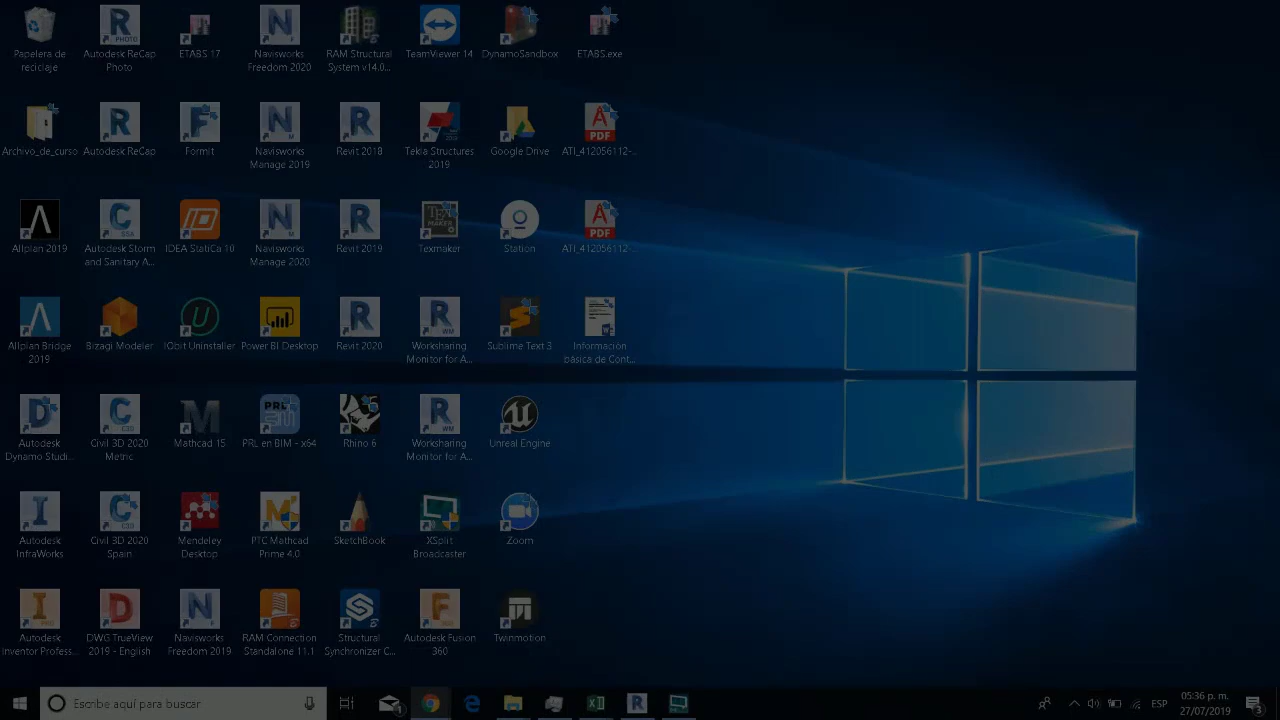 Papelera de
reciclaje
Autodesk ReCap
Photo
ETABS 17
Navisworks
Freedom 2020
RAM Structural
System v14.0...
TeamViewer 14
DynamoSandbox
ETABS.exe
Archivo_de_curso
Autodesk ReCap
Formit
Navisworks
Manage 2019
Revit 2018
Tekla Structures
2019
Google Drive
ATI_412056112-...
Allplan 2019
Autodesk Storm
and Sanitary A...
IDEA StatiCa 10
Navisworks
Manage 2020
Revit 2019
Texmaker
Station
ATI_412056112-...
Allplan Bridge
2019
Bizagi Modeler
IObit Uninstaller
Power BI Desktop
Revit 2020
Worksharing
Monitor for A...
Sublime Text 3
Información
básica de Cont...
Autodesk
Dynamo Studi...
Civil 3D 2020
Metric
Mathcad 15
PRL en BIM - x64
Rhino 6
Worksharing
Monitor for A...
Unreal Engine
Autodesk
InfraWorks
Civil 3D 2020
Spain
Mendeley
Desktop
PTC Mathcad
Prime 4.0
SketchBook
XSplit
Broadcaster
Zoom
Autodesk
Inventor Profess...
DWG TrueView
2019 - English
Navisworks
Freedom 2019
RAM Connection
Standalone 11.1
Structural
Synchronizer C...
Autodesk Fusion
360
Twinmotion
Escribe aquí para buscar
ESP
05:36 p. m.
27/07/2019
3